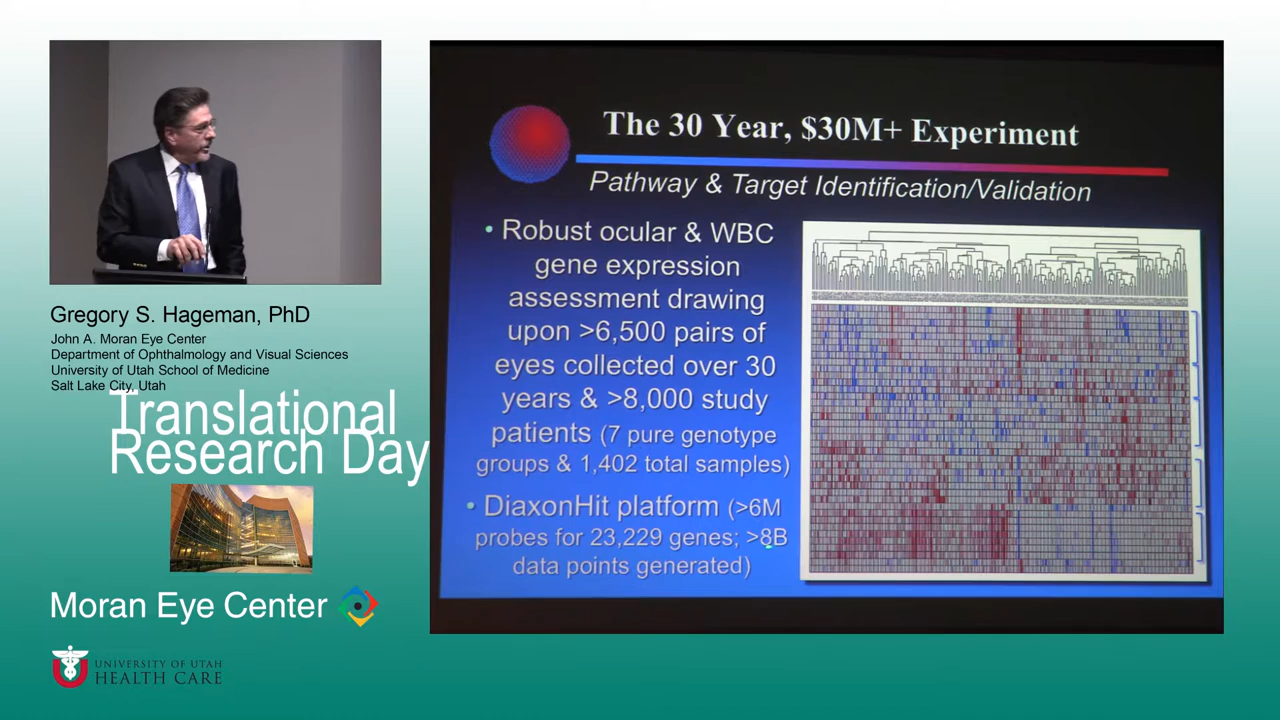 The 30 Year, $30M+ Experiment
Pathway & Target Identification/Validation
• Robust ocular & WBC
gene expression
assessment drawing
upon >6,500 pairs of
eyes collected over 30
years & >8,000 study
patients (7 pure genotype
groups & 1,402 total samples)
• DiaxonHit platform (>6M
probes for 23,229 genes; >8B
data points generated)
Gregory S. Hageman, PhD
John A. Moran Eye Center
Department of Ophthalmology and Visual Sciences
University of Utah School of Medicine
Salt Lake City, Utah
Translational
Research Day
Moran Eye Center
U
UNIVERSITY OF UTAH
HEALTH CARE